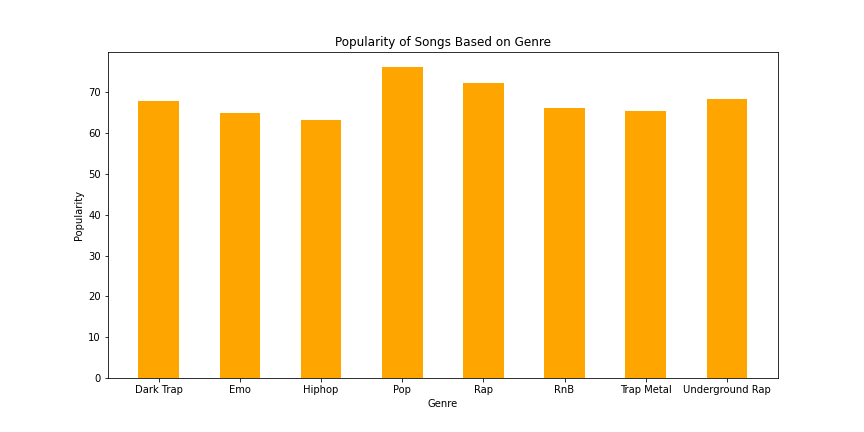 Popularity of Songs Based on Genre
Popularity
70
60
50
40
30
20
10
0
Dark Trap Emo Hiphop Pop Rap RnB Trap Metal Underground Rap
Genre